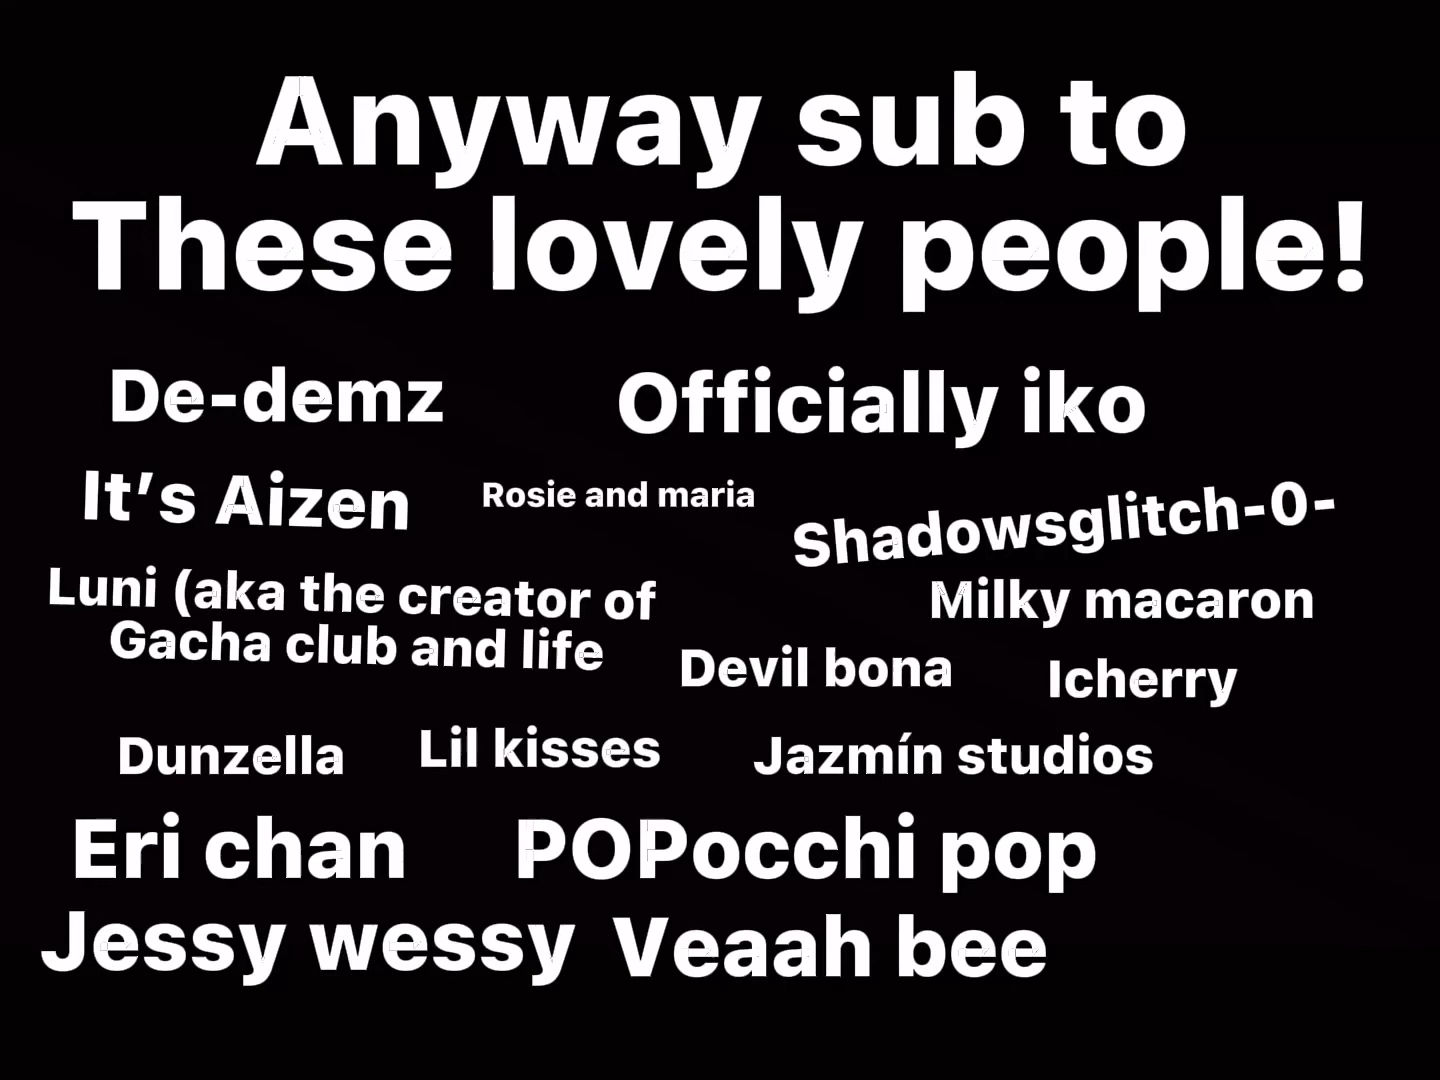 Anyway sub to
These lovely people!
De-demz
Officially iko
It’s Aizen
Rosie and maria
Shadowsglitch-0-
Luni (aka the creator of
Gacha club and life
Milky macaron
Devil bona
Icherry
Dunzella
Lil kisses
Jazmín studios
Eri chan
POPocchi pop
Jessy wessy
Veaah bee